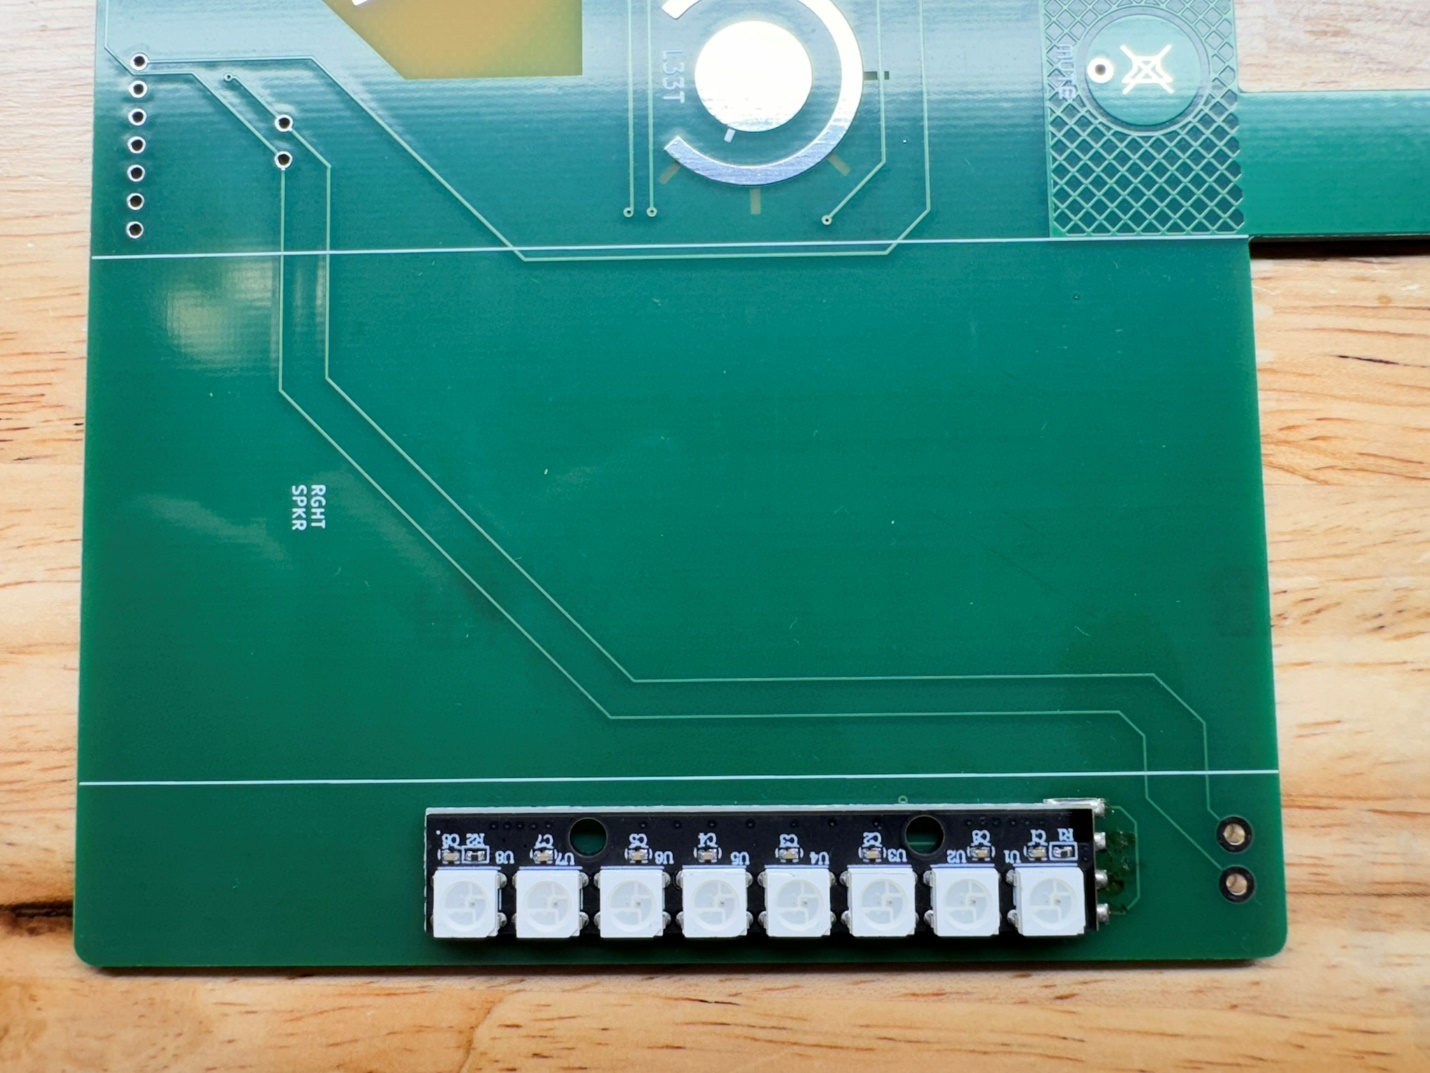 L33T
MUTE
RGHT
SPKR
C6 R2 U8 C7 U7 C5 U6 C4 U5 C3 U4 C2 U3 U2 C8 U1 C1 R1